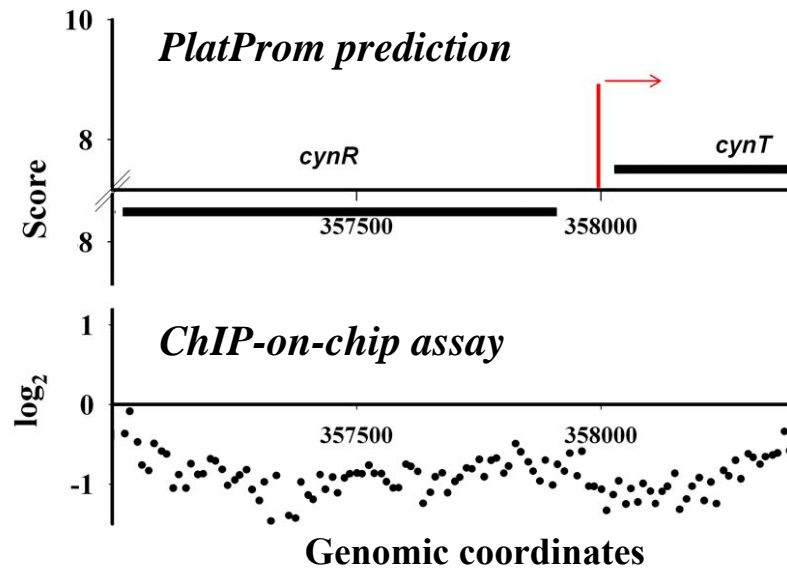 10
PlatProm prediction
8
cynR
cynT
Score
357500
358000
8
1
ChIP-on-chip assay
log2
0
357500
358000
-1
Genomic coordinates